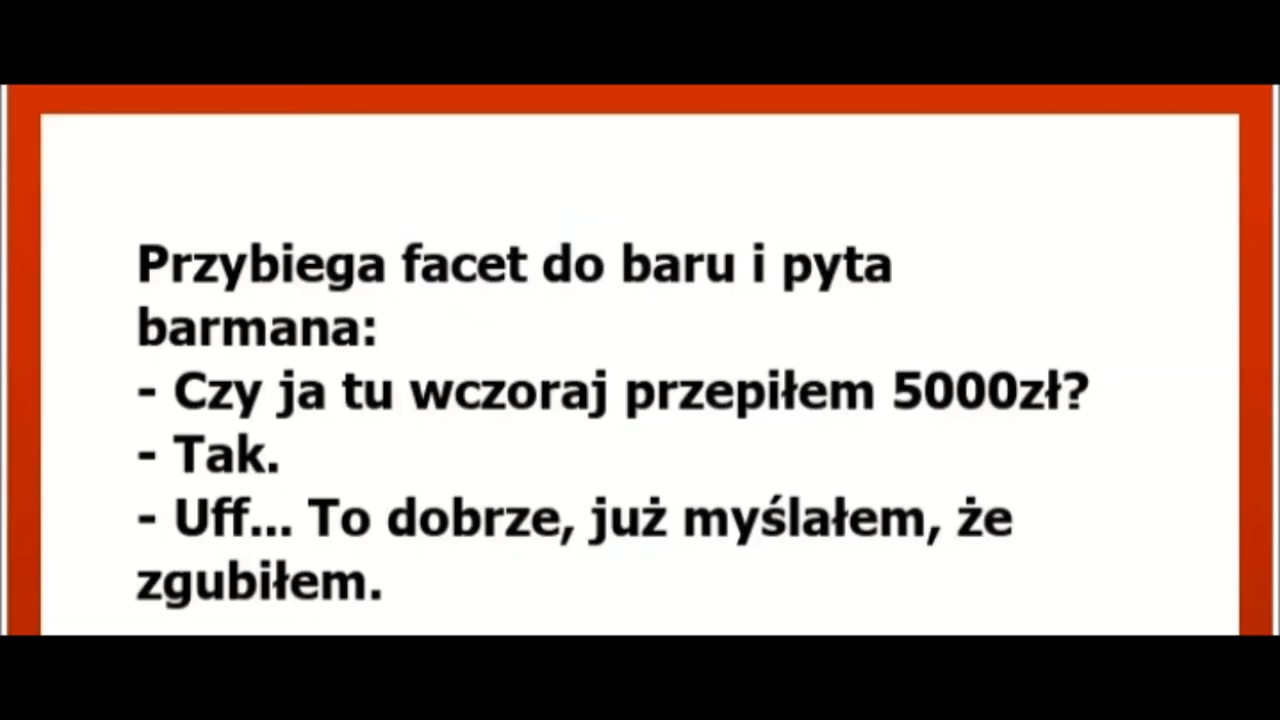 Przybiega facet do baru i pyta
barmana:
- Czy ja tu wczoraj przepiłem 5000zł?
- Tak.
- Uff... To dobrze, już myślałem, że
zgubiłem.